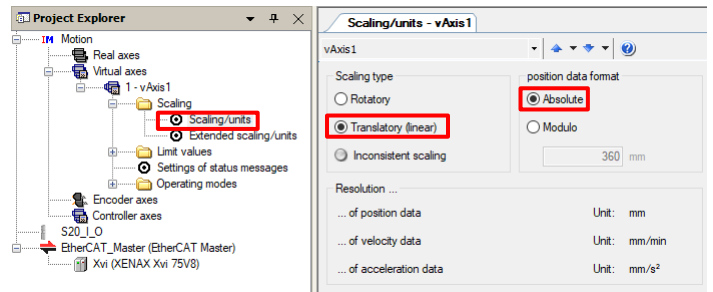 Project Explorer
IM Motion
Real axes
Virtual axes
1 - vAxis1
Scaling
Scaling/units
Extended scaling/units
Limit values
Settings of status messages
Operating modes
Encoder axes
Controller axes
S20_I_O
EtherCAT_Master (EtherCAT Master)
Xvi (XENAX Xvi 75V8)
Scaling/units - vAxis1
vAxis1
Scaling type
Rotatory
Translatory (linear)
Inconsistent scaling
position data format
Absolute
Modulo
360 mm
Resolution ...
... of position data Unit: mm
... of velocity data Unit: mm/min
... of acceleration data Unit: mm/s²